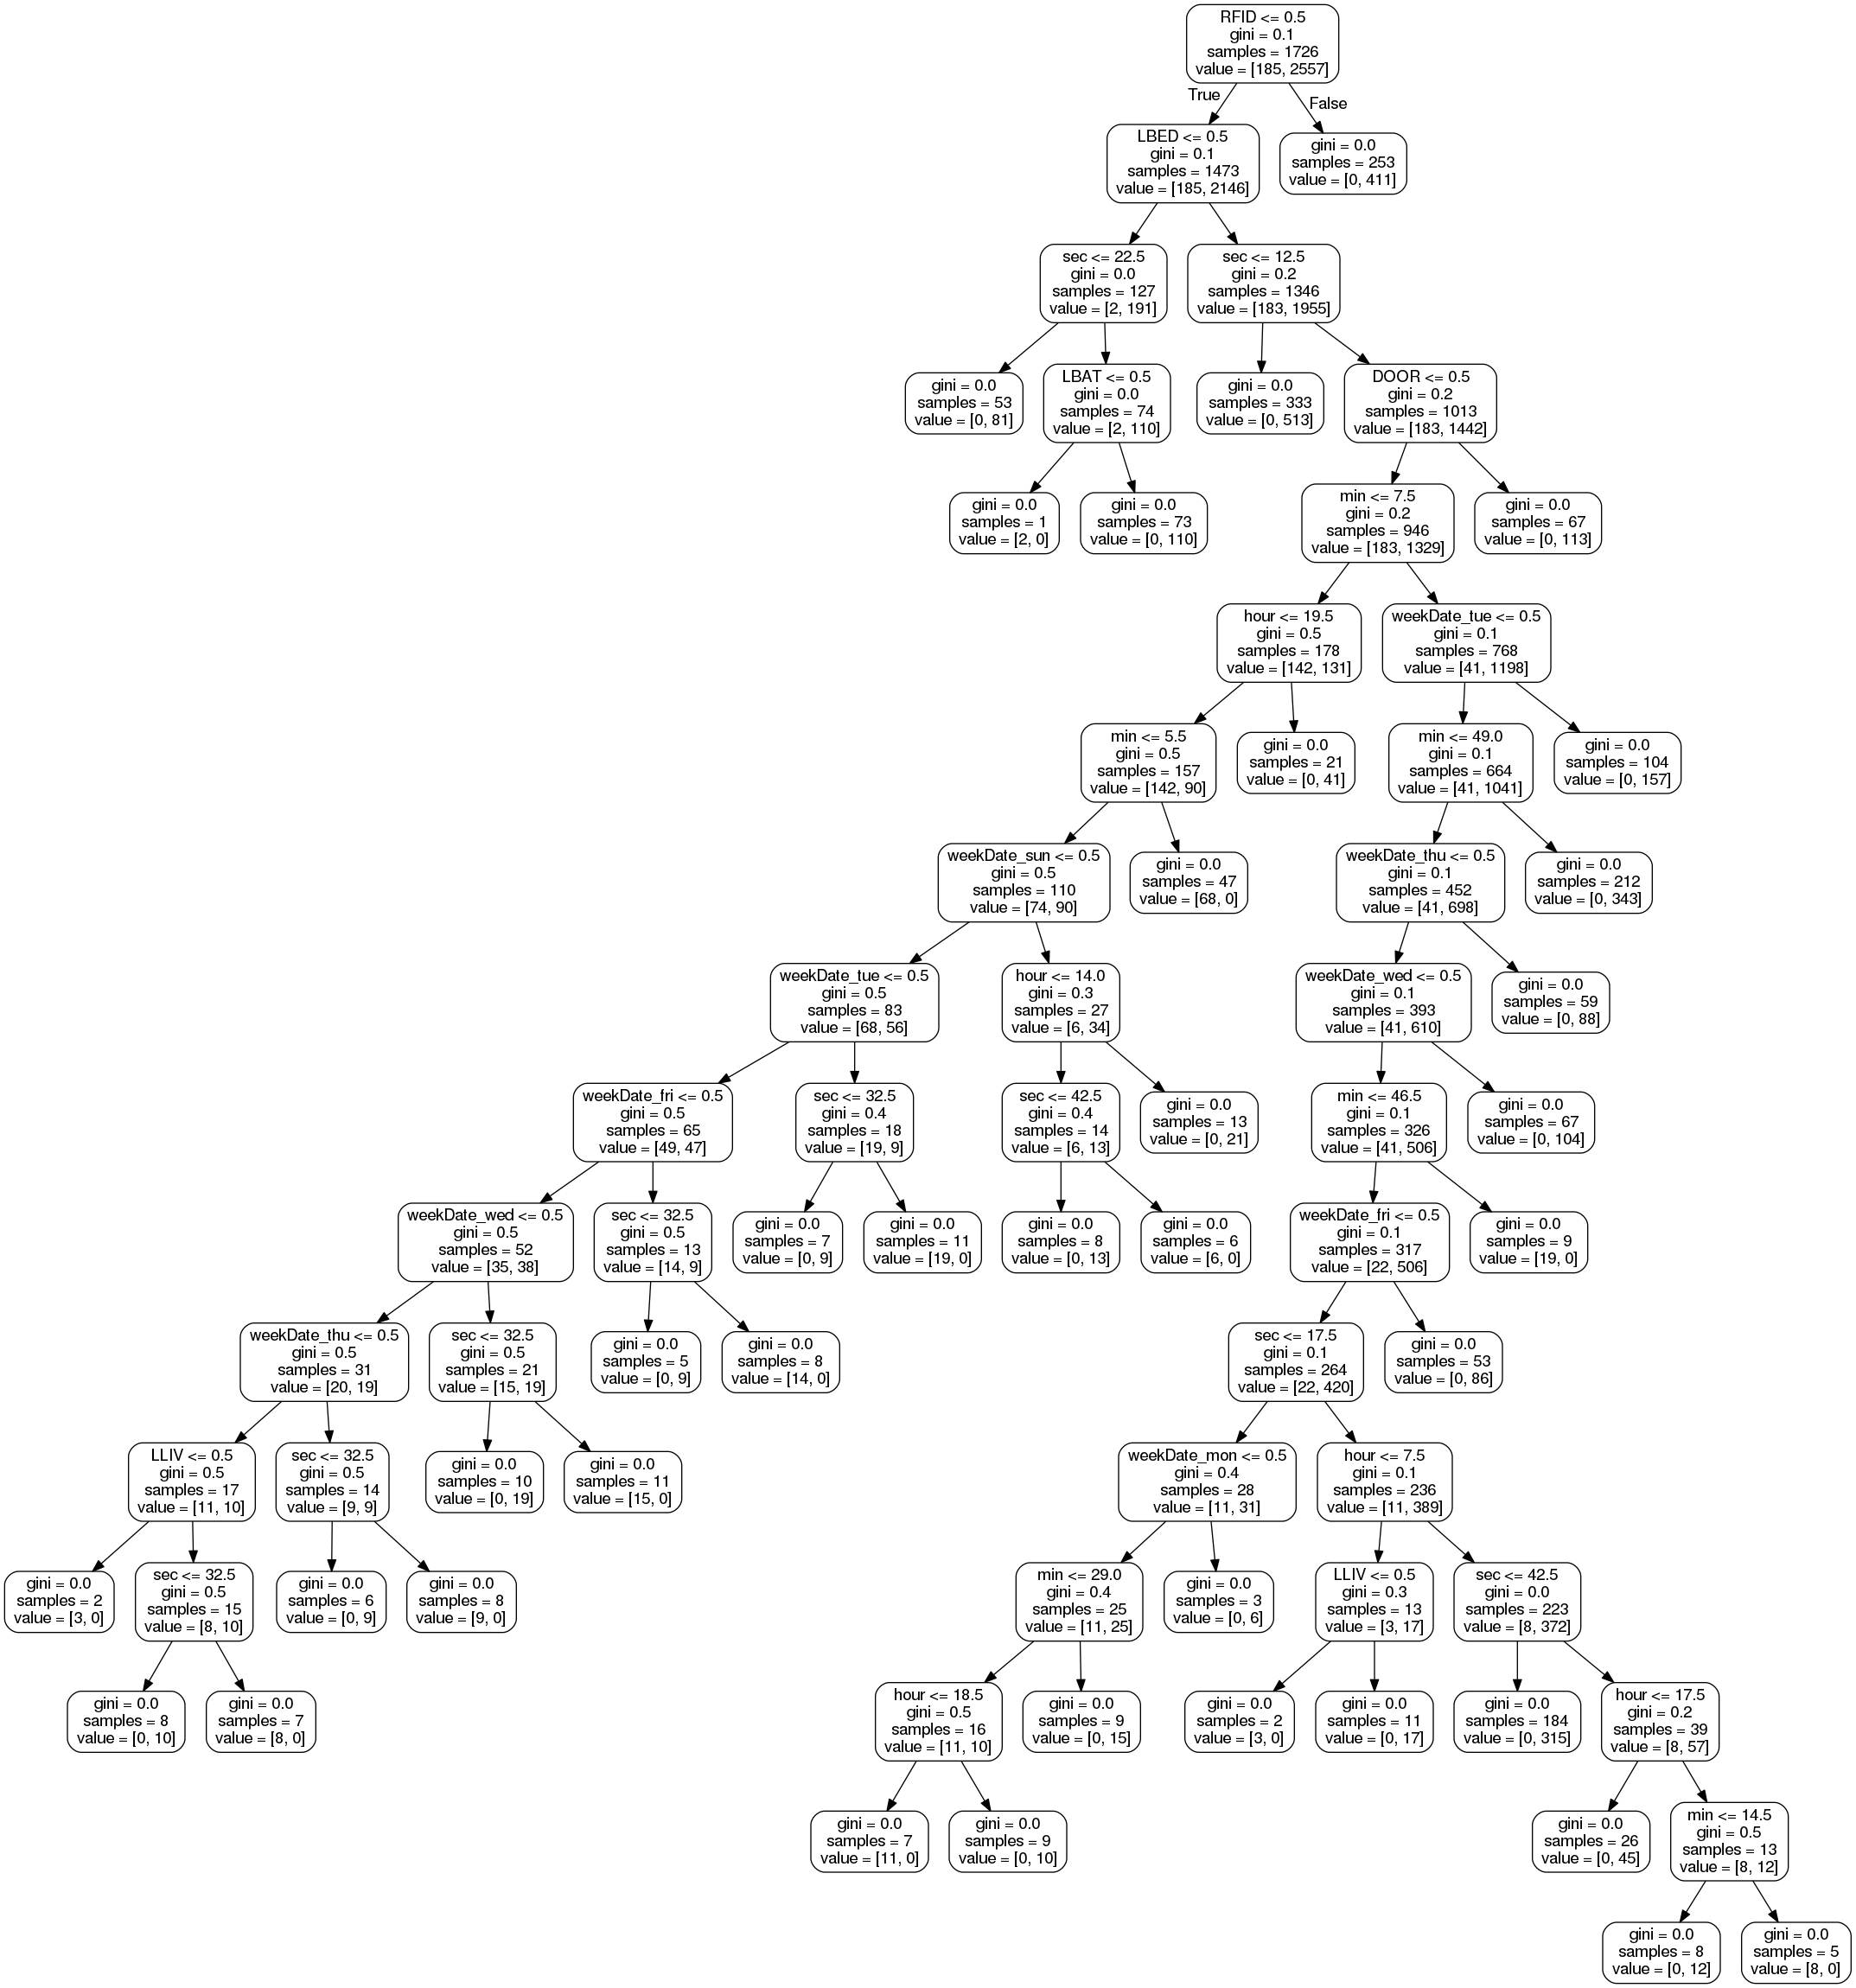 RFID <= 0.5
gini = 0.1
samples = 1726
value = [185, 2557]
True
False
LBED <= 0.5
gini = 0.1
samples = 1473
value = [185, 2146]
gini = 0.0
samples = 253
value = [0, 411]
sec <= 22.5
gini = 0.0
samples = 127
value = [2, 191]
sec <= 12.5
gini = 0.2
samples = 1346
value = [183, 1955]
gini = 0.0
samples = 53
value = [0, 81]
LBAT <= 0.5
gini = 0.0
samples = 74
value = [2, 110]
gini = 0.0
samples = 333
value = [0, 513]
DOOR <= 0.5
gini = 0.2
samples = 1013
value = [183, 1442]
gini = 0.0
samples = 1
value = [2, 0]
gini = 0.0
samples = 73
value = [0, 110]
min <= 7.5
gini = 0.2
samples = 946
value = [183, 1329]
gini = 0.0
samples = 67
value = [0, 113]
hour <= 19.5
gini = 0.5
samples = 178
value = [142, 131]
weekDate_tue <= 0.5
gini = 0.1
samples = 768
value = [41, 1198]
min <= 5.5
gini = 0.5
samples = 157
value = [142, 90]
gini = 0.0
samples = 21
value = [0, 41]
min <= 49.0
gini = 0.1
samples = 664
value = [41, 1041]
gini = 0.0
samples = 104
value = [0, 157]
weekDate_sun <= 0.5
gini = 0.5
samples = 110
value = [74, 90]
gini = 0.0
samples = 47
value = [68, 0]
weekDate_thu <= 0.5
gini = 0.1
samples = 452
value = [41, 698]
gini = 0.0
samples = 212
value = [0, 343]
weekDate_tue <= 0.5
gini = 0.5
samples = 83
value = [68, 56]
hour <= 14.0
gini = 0.3
samples = 27
value = [6, 34]
weekDate_wed <= 0.5
gini = 0.1
samples = 393
value = [41, 610]
gini = 0.0
samples = 59
value = [0, 88]
weekDate_fri <= 0.5
gini = 0.5
samples = 65
value = [49, 47]
sec <= 32.5
gini = 0.4
samples = 18
value = [19, 9]
sec <= 42.5
gini = 0.4
samples = 14
value = [6, 13]
gini = 0.0
samples = 13
value = [0, 21]
min <= 46.5
gini = 0.1
samples = 326
value = [41, 506]
gini = 0.0
samples = 67
value = [0, 104]
weekDate_wed <= 0.5
gini = 0.5
samples = 52
value = [35, 38]
sec <= 32.5
gini = 0.5
samples = 13
value = [14, 9]
gini = 0.0
samples = 7
value = [0, 9]
gini = 0.0
samples = 11
value = [19, 0]
gini = 0.0
samples = 8
value = [0, 13]
gini = 0.0
samples = 6
value = [6, 0]
weekDate_fri <= 0.5
gini = 0.1
samples = 317
value = [22, 506]
gini = 0.0
samples = 9
value = [19, 0]
weekDate_thu <= 0.5
gini = 0.5
samples = 31
value = [20, 19]
sec <= 32.5
gini = 0.5
samples = 21
value = [15, 19]
gini = 0.0
samples = 5
value = [0, 9]
gini = 0.0
samples = 8
value = [14, 0]
sec <= 17.5
gini = 0.1
samples = 264
value = [22, 420]
gini = 0.0
samples = 53
value = [0, 86]
LLIV <= 0.5
gini = 0.5
samples = 17
value = [11, 10]
sec <= 32.5
gini = 0.5
samples = 14
value = [9, 9]
gini = 0.0
samples = 10
value = [0, 19]
gini = 0.0
samples = 11
value = [15, 0]
weekDate_mon <= 0.5
gini = 0.4
samples = 28
value = [11, 31]
hour <= 7.5
gini = 0.1
samples = 236
value = [11, 389]
gini = 0.0
samples = 2
value = [3, 0]
sec <= 32.5
gini = 0.5
samples = 15
value = [8, 10]
gini = 0.0
samples = 6
value = [0, 9]
gini = 0.0
samples = 8
value = [9, 0]
min <= 29.0
gini = 0.4
samples = 25
value = [11, 25]
gini = 0.0
samples = 3
value = [0, 6]
LLIV <= 0.5
gini = 0.3
samples = 13
value = [3, 17]
sec <= 42.5
gini = 0.0
samples = 223
value = [8, 372]
gini = 0.0
samples = 8
value = [0, 10]
gini = 0.0
samples = 7
value = [8, 0]
hour <= 18.5
gini = 0.5
samples = 16
value = [11, 10]
gini = 0.0
samples = 9
value = [0, 15]
gini = 0.0
samples = 2
value = [3, 0]
gini = 0.0
samples = 11
value = [0, 17]
gini = 0.0
samples = 184
value = [0, 315]
hour <= 17.5
gini = 0.2
samples = 39
value = [8, 57]
gini = 0.0
samples = 7
value = [11, 0]
gini = 0.0
samples = 9
value = [0, 10]
gini = 0.0
samples = 26
value = [0, 45]
min <= 14.5
gini = 0.5
samples = 13
value = [8, 12]
gini = 0.0
samples = 8
value = [0, 12]
gini = 0.0
samples = 5
value = [8, 0]